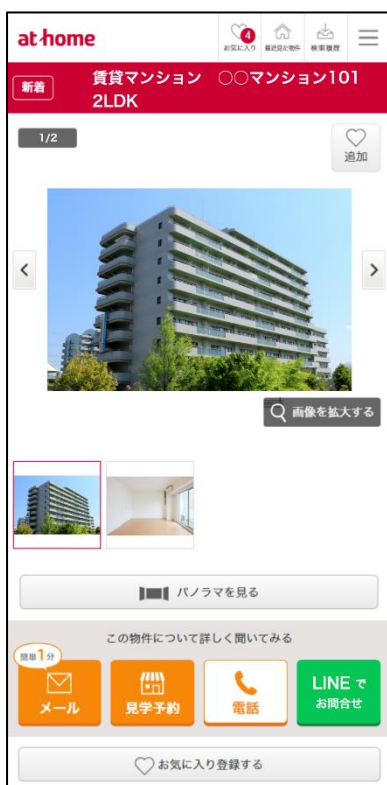 at home
4
お気に入り
最近見た物件
検索履歴
新着
賃貸マンション ○○マンション101
2LDK
1/2
追加
画像を拡大する
パノラマを見る
この物件について詳しく聞いてみる
簡単1分
メール
見学予約
電話
LINEで
お問合せ
お気に入り登録する